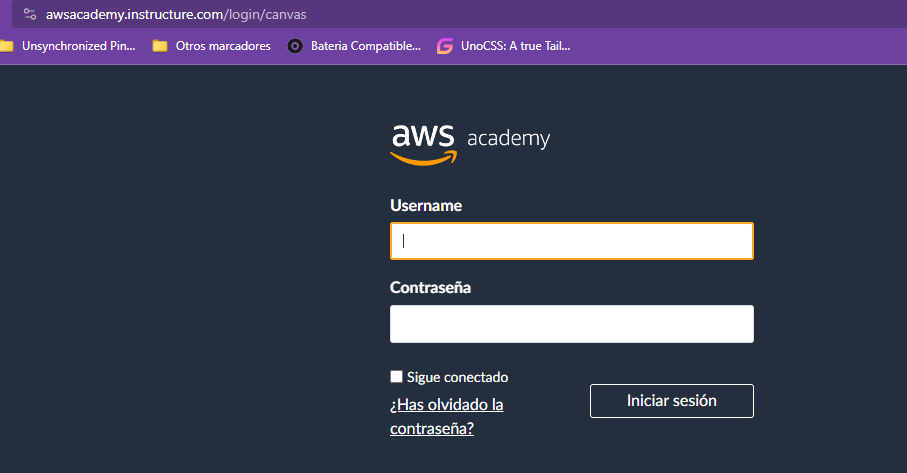 awsacademy.instructure.com/login/canvas
Unsynchronized Pin... Otros marcadores Bateria Compatible... UnoCSS: A true Tail...
aws academy
Username
Contraseña
Sigue conectado
¿Has olvidado la
contraseña?
Iniciar sesión